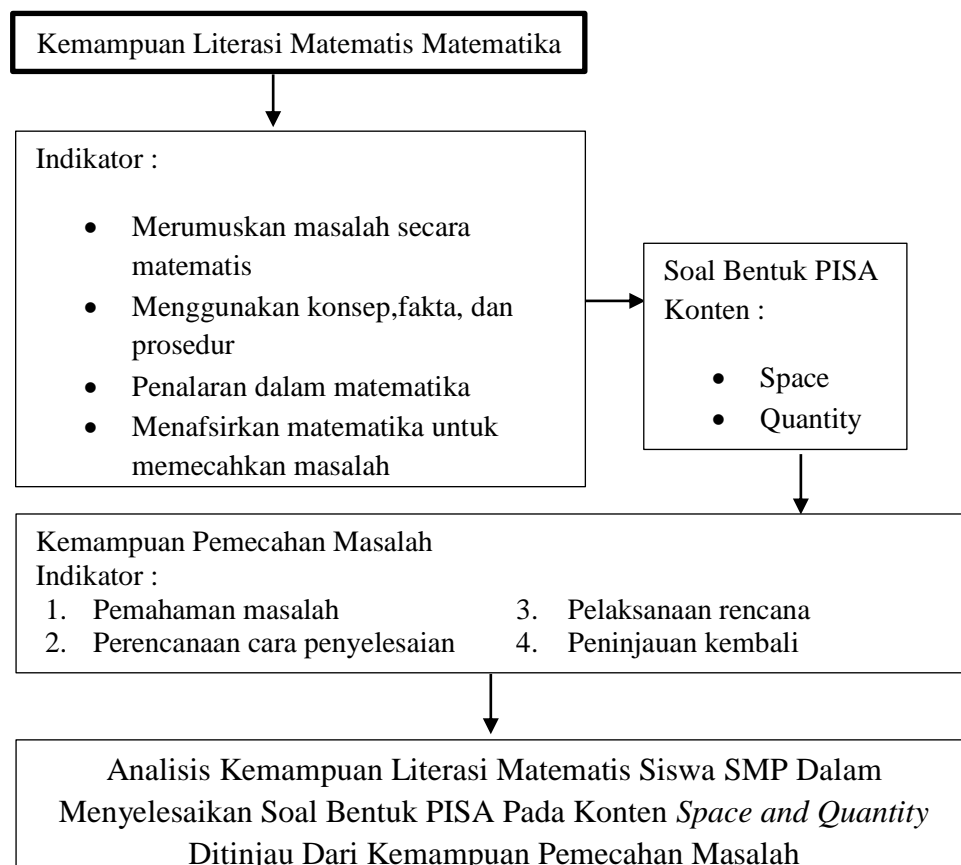 Kemampuan Literasi Matematis Matematika
Indikator :
• Merumuskan masalah secara
matematis
• Menggunakan konsep,fakta, dan
prosedur
• Penalaran dalam matematika
• Menafsirkan matematika untuk
memecahkan masalah
Soal Bentuk PISA
Konten :
• Space
• Quantity
Kemampuan Pemecahan Masalah
Indikator :
1. Pemahaman masalah
2. Perencanaan cara penyelesaian
3. Pelaksanaan rencana
4. Peninjauan kembali
Analisis Kemampuan Literasi Matematis Siswa SMP Dalam
Menyelesaikan Soal Bentuk PISA Pada Konten Space and Quantity
Ditinjau Dari Kemampuan Pemecahan Masalah